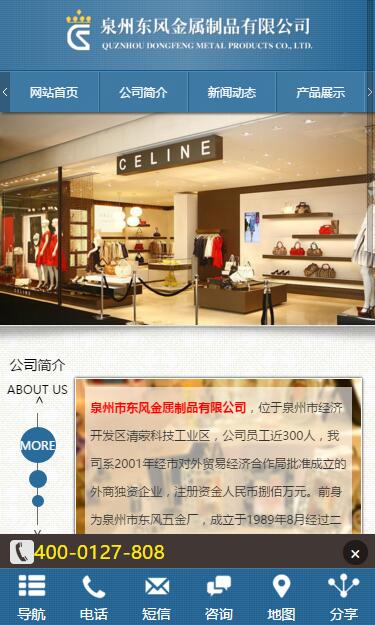 泉州东风金属制品有限公司
QUZNHOU DONGFENG METAL PRODUCTS CO., LTD.
网站首页 公司简介 新闻动态 产品展示
CELINE
CELINE
公司简介
ABOUT US
MORE
泉州市东风金属制品有限公司，位于泉州市经济
开发区清荣科技工业区，公司员工近300人，我
司系2001年经市对外贸易经济合作局批准成立的
外商独资企业，注册资金人民币捌佰万元。前身
为泉州市东风五金厂，成立于1989年8月经过二
400-0127-808
导航 电话 短信 咨询 地图 分享